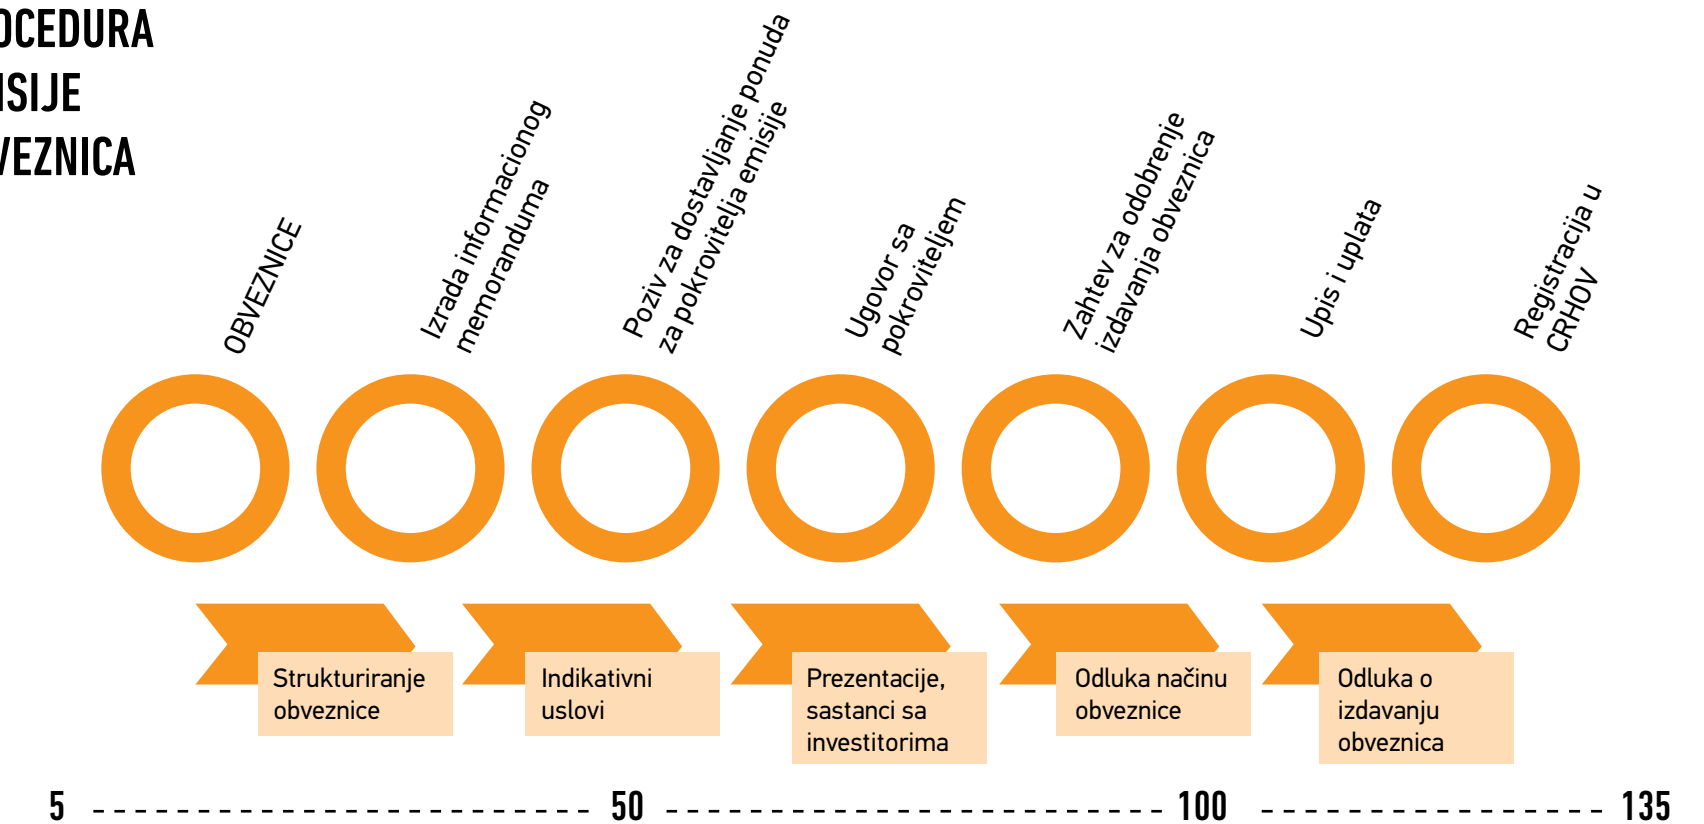 OCEDURA
ISIJE
VEZNICA
OBVEZNICE
Izrada informacionog
memoranduma
Poziv za dostavljanje ponuda
za pokrovitelja emisije
Ugovor sa
pokroviteljem
Zahtev za odobrenje
izdavanja obveznica
Upis i uplata
Registracija u
CRHOV
Strukturiranje
obveznice
Indikativni
uslovi
Prezentacije,
sastanci sa
investitorima
Odluka načinu
obveznice
Odluka o
izdavanju
obveznica
5 50 100 135